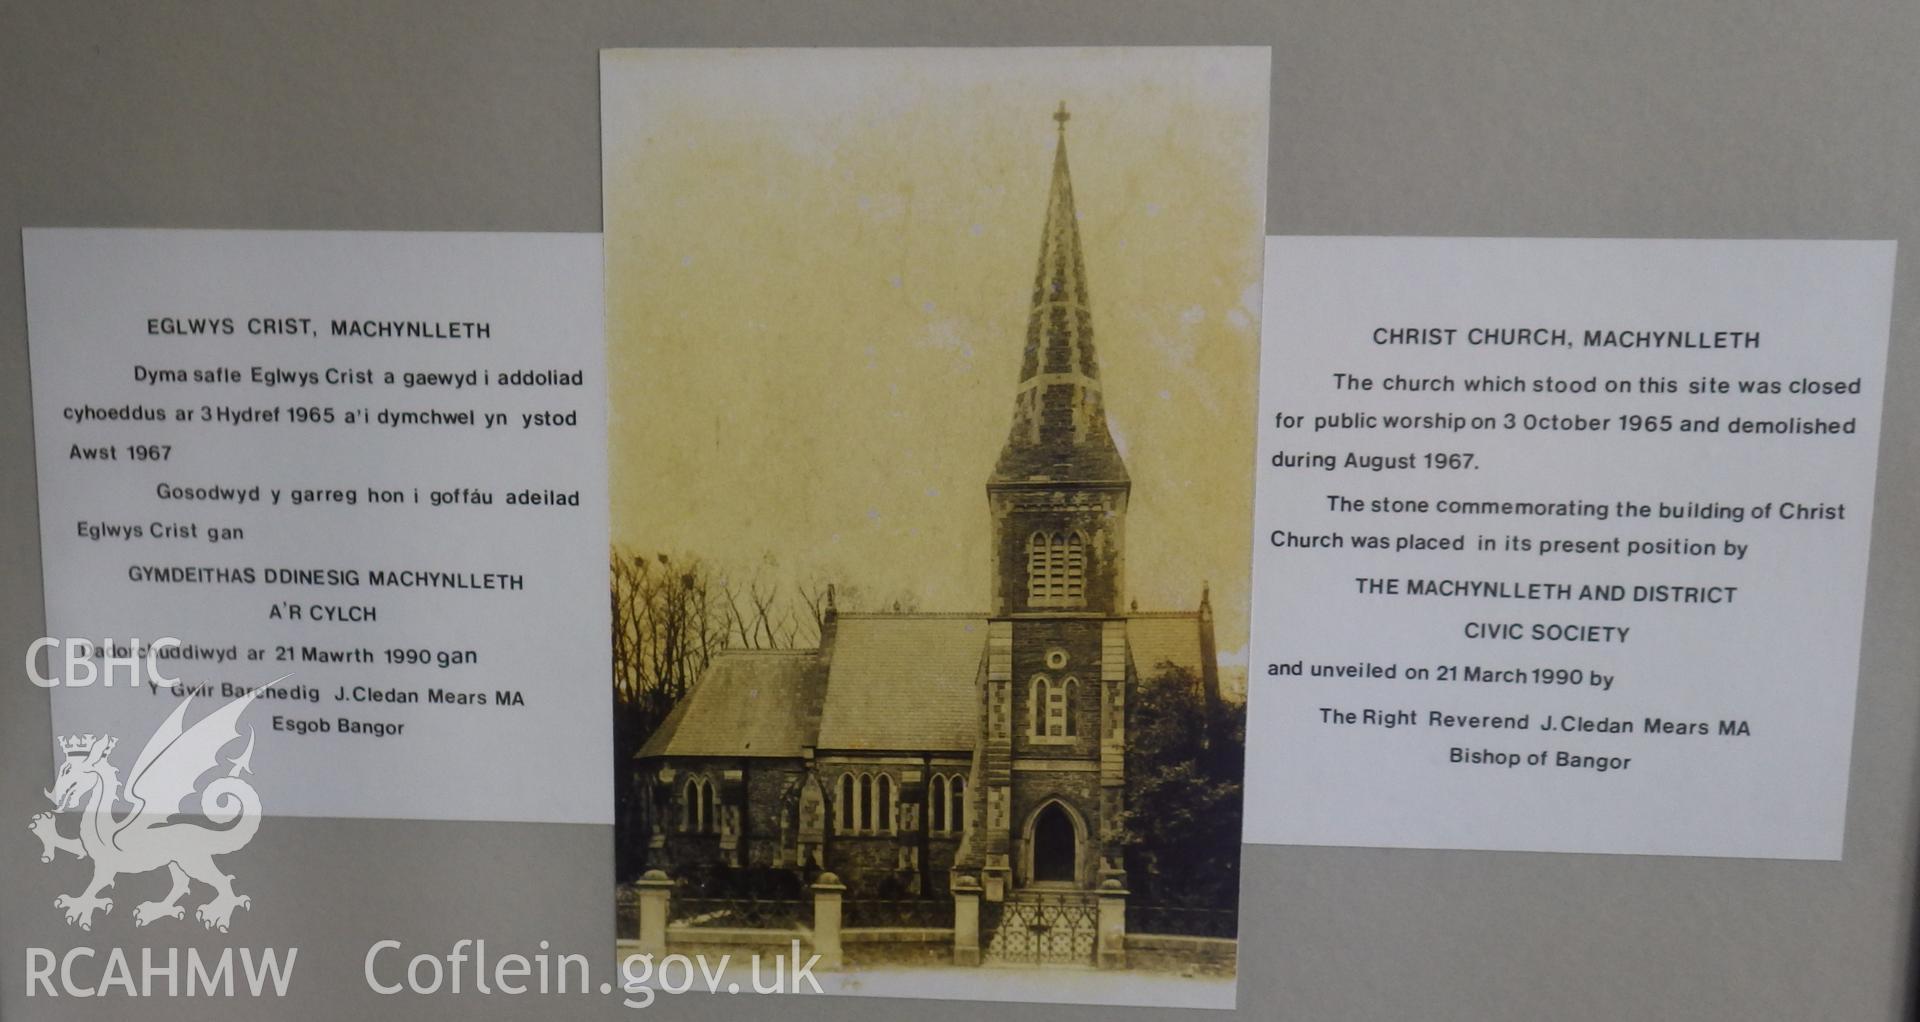 EGLWYS CRIST, MACHYNLLETH
Dyma safle Eglwys Crist a gaewyd i addoliad
cyhoeddus ar 3 Hydref 1965 a'i dymchwel yn ystod
Awst 1967
Gosodwyd y garreg hon i goffáu adeilad
Eglwys Crist gan
GYMDEITHAS DDINESIG MACHYNLLETH
A'R CYLCH
Dadorchuddiwyd ar 21 Mawrth 1990 gan
Y Gwir Barchedig J.Cledan Mears MA
Esgob Bangor
CHRIST CHURCH, MACHYNLLETH
The church which stood on this site was closed
for public worship on 3 October 1965 and demolished
during August 1967.
The stone commemorating the building of Christ
Church was placed in its present position by
THE MACHYNLLETH AND DISTRICT
CIVIC SOCIETY
and unveiled on 21 March 1990 by
The Right Reverend J.Cledan Mears MA
Bishop of Bangor
CBHC
RCAHMW
Coflein.gov.uk